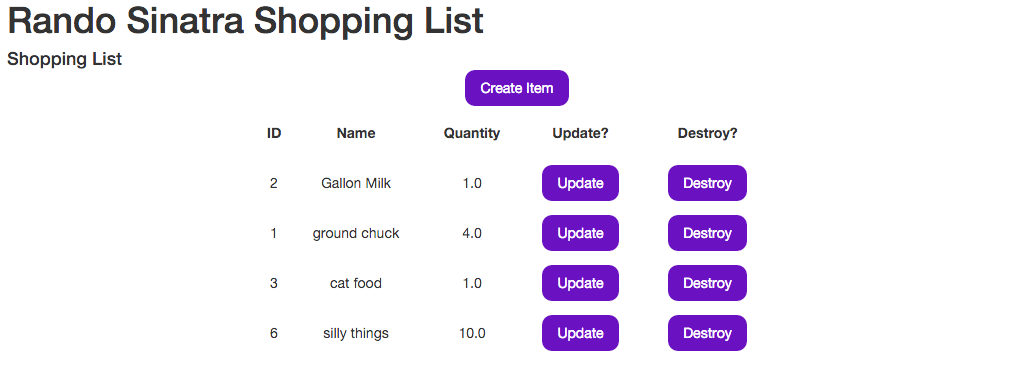 Rando Sinatra Shopping List
Shopping List
Create Item
ID Name Quantity Update? Destroy?
2 Gallon Milk 1.0 Update Destroy
1 ground chuck 4.0 Update Destroy
3 cat food 1.0 Update Destroy
6 silly things 10.0 Update Destroy